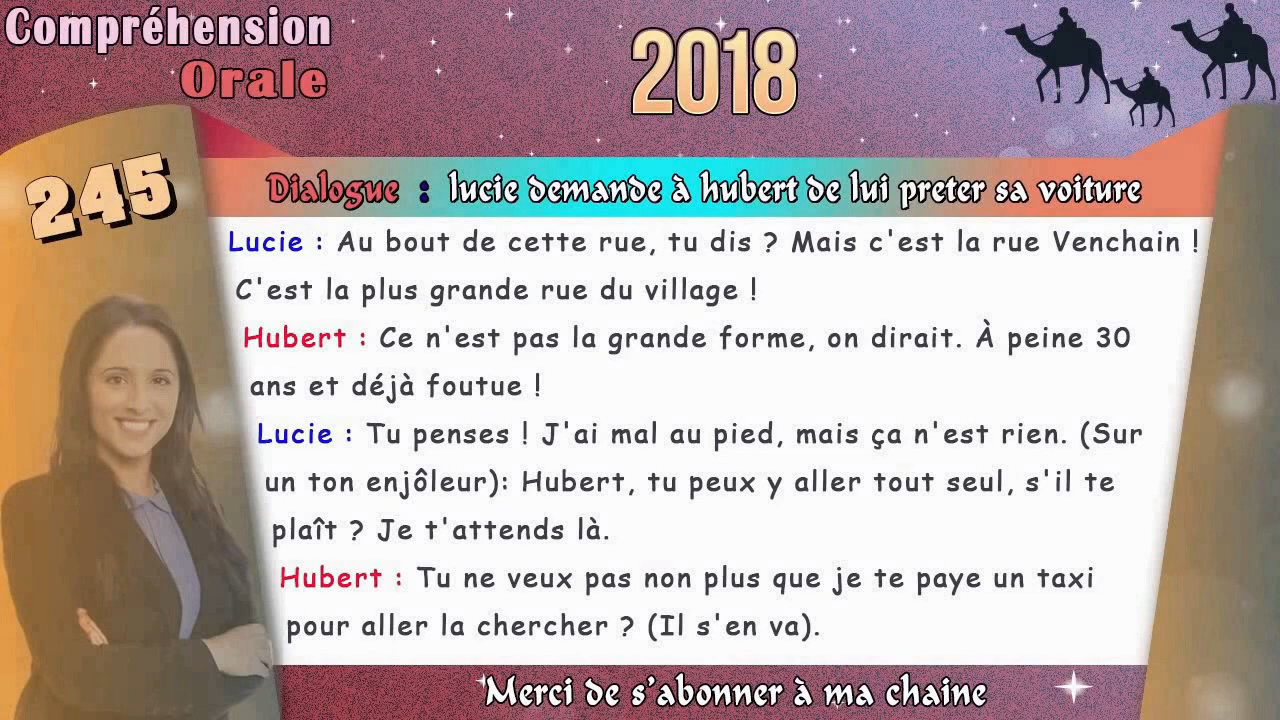 Compréhension
Orale
2018
245
Dialogue : lucie demande à hubert de lui preter sa voiture
Lucie : Au bout de cette rue, tu dis ? Mais c'est la rue Venchain !
C'est la plus grande rue du village !
Hubert : Ce n'est pas la grande forme, on dirait. À peine 30
ans et déjà foutue !
Lucie : Tu penses ! J'ai mal au pied, mais ça n'est rien. (Sur
un ton enjôleur): Hubert, tu peux y aller tout seul, s'il te
plaît ? Je t'attends là.
Hubert : Tu ne veux pas non plus que je te paye un taxi
pour aller la chercher ? (Il s'en va).
Merci de s'abonner à ma chaine